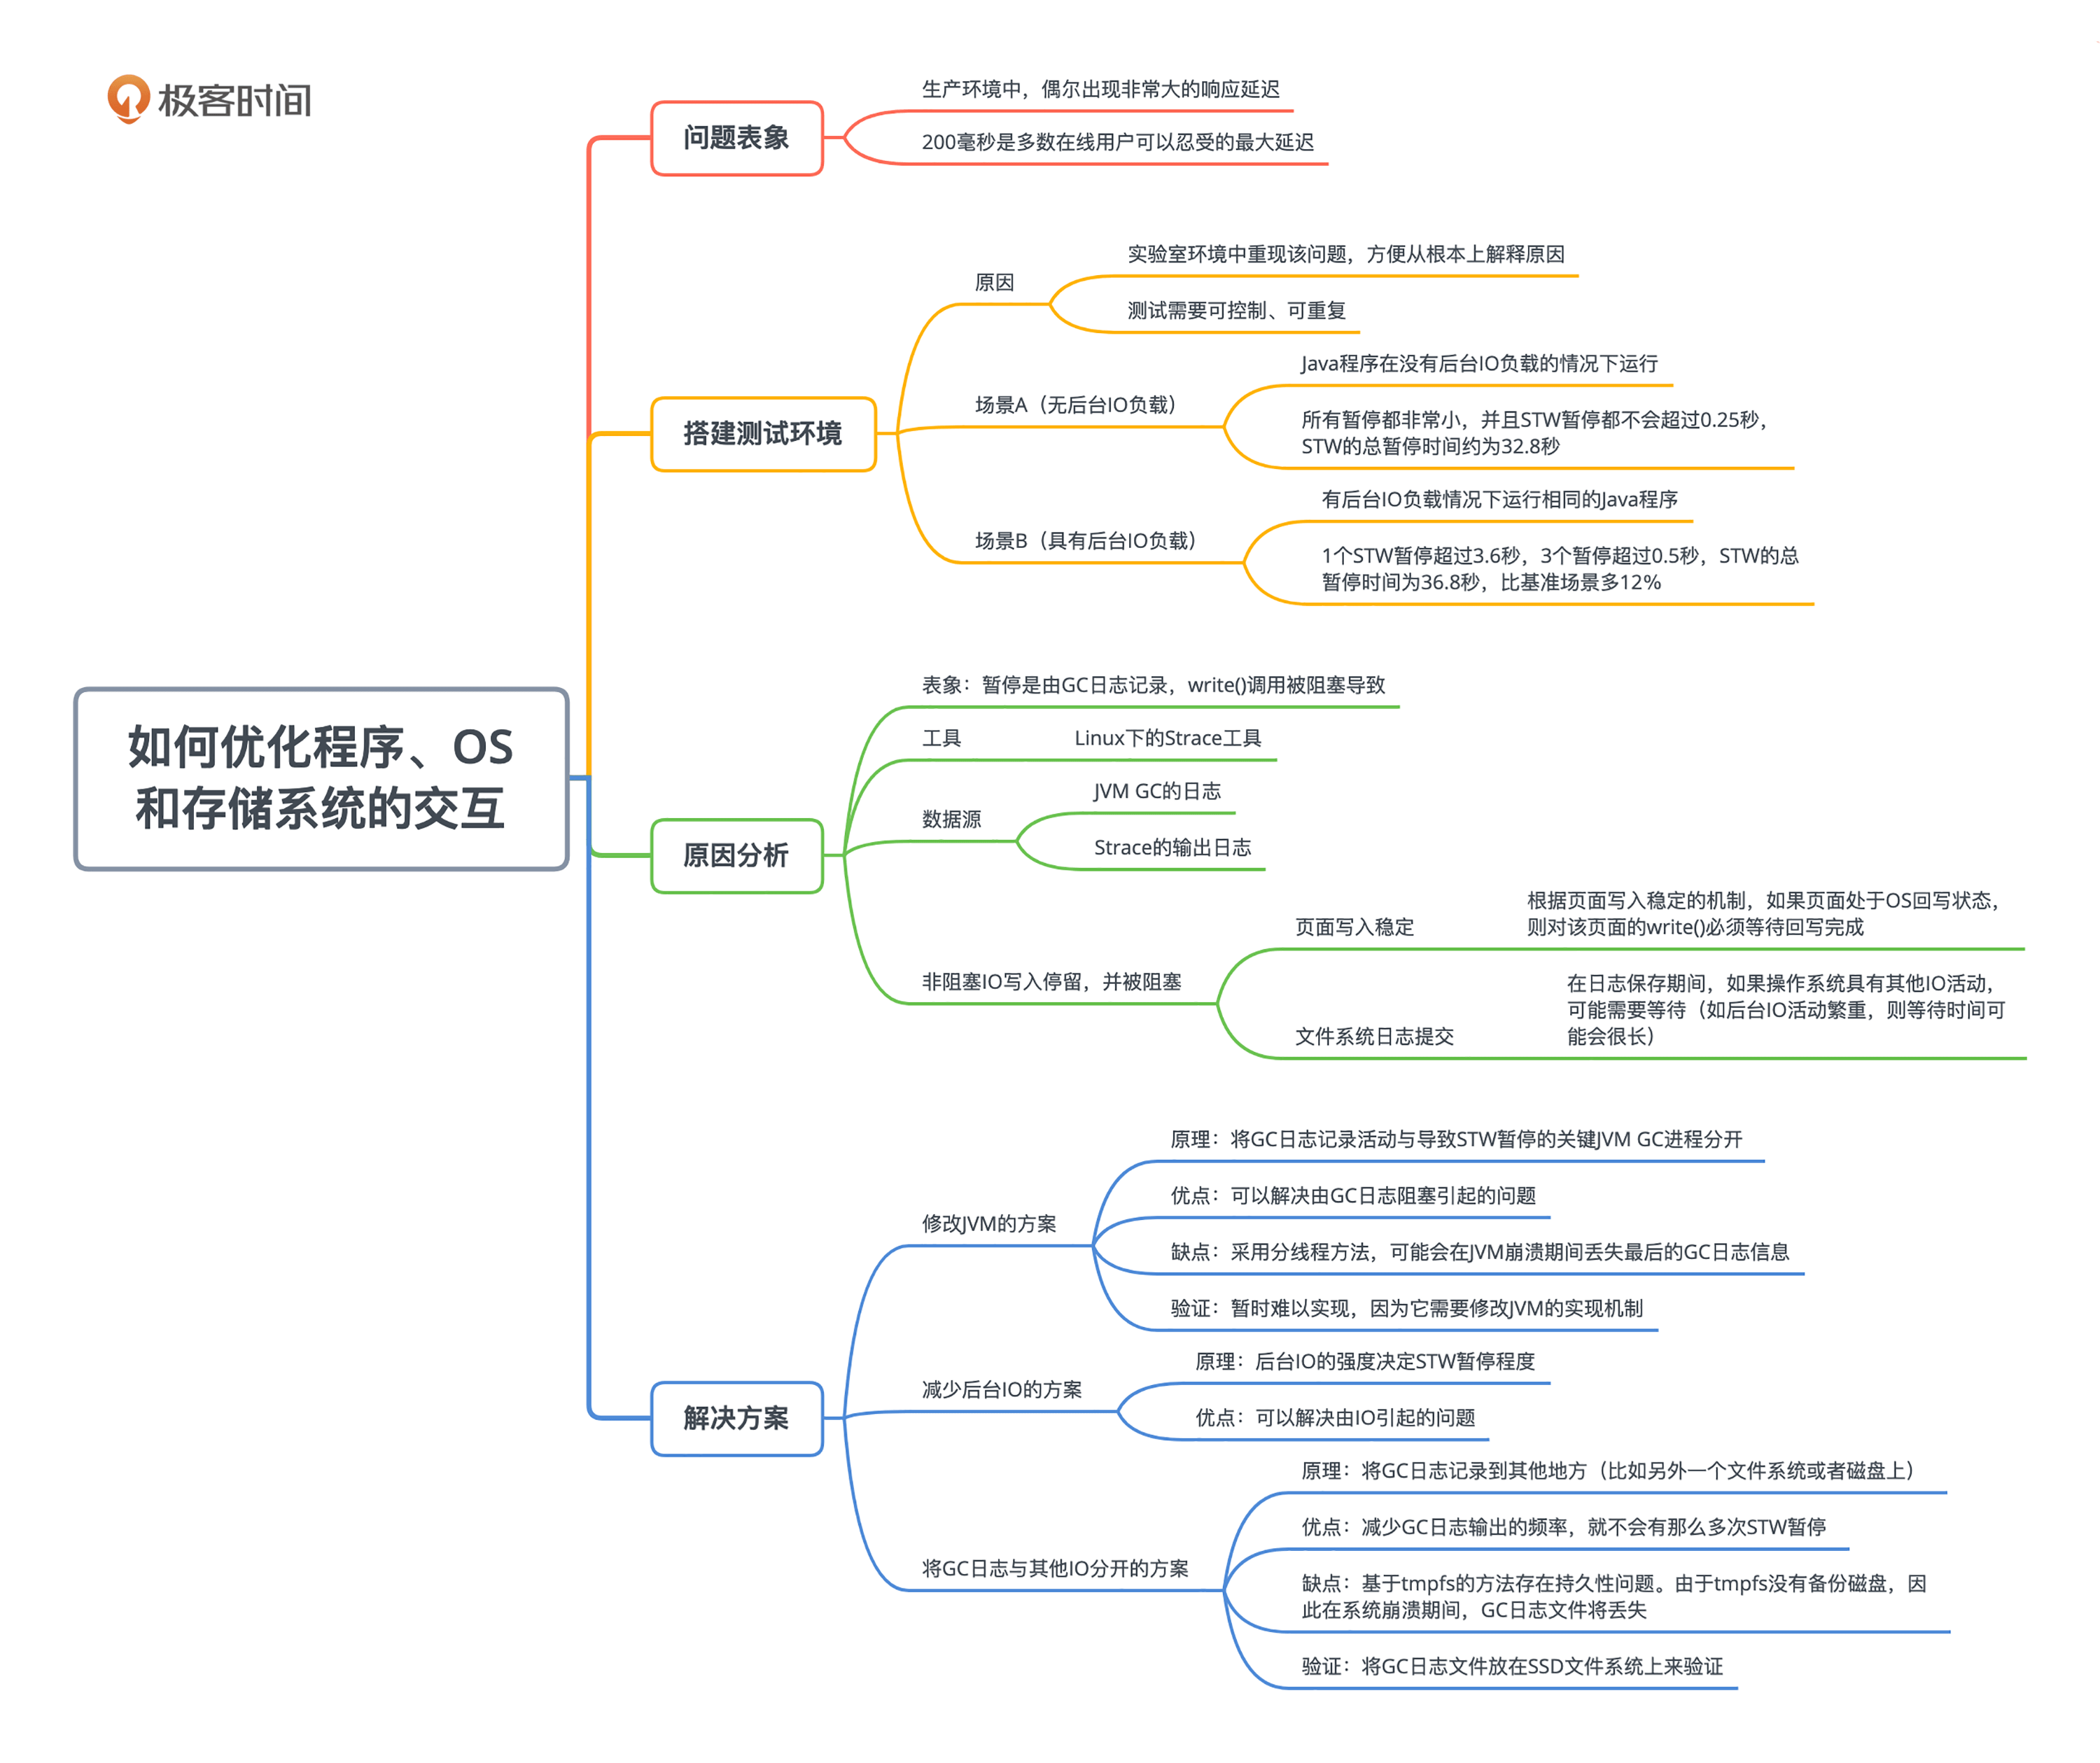 极客时间
如何优化程序、OS
和存储系统的交互
问题表象
生产环境中，偶尔出现非常大的响应延迟
200毫秒是多数在线用户可以忍受的最大延迟
搭建测试环境
原因
实验室环境中重现该问题，方便从根本上解释原因
测试需要可控制、可重复
场景A（无后台IO负载）
Java程序在没有后台IO负载的情况下运行
所有暂停都非常小，并且STW暂停都不会超过0.25秒，
STW的总暂停时间约为32.8秒
场景B（具有后台IO负载）
有后台IO负载情况下运行相同的Java程序
1个STW暂停超过3.6秒，3个暂停超过0.5秒，STW的总
暂停时间为36.8秒，比基准场景多12%
原因分析
表象：暂停是由GC日志记录，write()调用被阻塞导致
工具
Linux下的Strace工具
数据源
JVM GC的日志
Strace的输出日志
非阻塞IO写入停留，并被阻塞
页面写入稳定
根据页面写入稳定的机制，如果页面处于OS回写状态，
则对该页面的write()必须等待回写完成
文件系统日志提交
在日志保存期间，如果操作系统具有其他IO活动，
可能需要等待（如后台IO活动繁重，则等待时间可
能会很长）
解决方案
修改JVM的方案
原理：将GC日志记录活动与导致STW暂停的关键JVM GC进程分开
优点：可以解决由GC日志阻塞引起的问题
缺点：采用分线程方法，可能会在JVM崩溃期间丢失最后的GC日志信息
验证：暂时难以实现，因为它需要修改JVM的实现机制
减少后台IO的方案
原理：后台IO的强度决定STW暂停程度
优点：可以解决由IO引起的问题
将GC日志与其他IO分开的方案
原理：将GC日志记录到其他地方（比如另外一个文件系统或者磁盘上）
优点：减少GC日志输出的频率，就不会有那么多次STW暂停
缺点：基于tmpfs的方法存在持久性问题。由于tmpfs没有备份磁盘，因
此在系统崩溃期间，GC日志文件将丢失
验证：将GC日志文件放在SSD文件系统上来验证